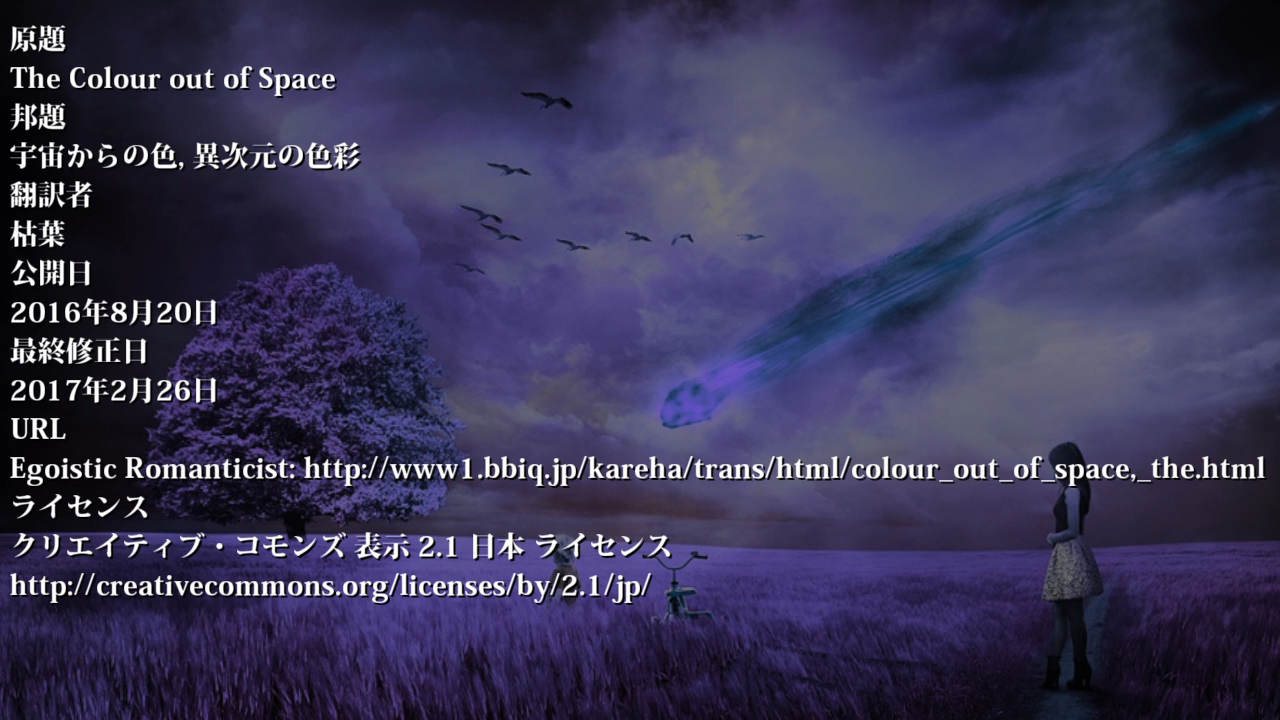 原題
The Colour out of Space
邦題
宇宙からの色, 異次元の色彩
翻訳者
枯葉
公開日
2016年8月20日
最終修正日
2017年2月26日
URL
Egoistic Romanticist: http://www1.bbiq.jp/kareha/trans/html/colour_out_of_space,_the.html
ライセンス
クリエイティブ・コモンズ 表示 2.1 日本 ライセンス
http://creativecommons.org/licenses/by/2.1/jp/